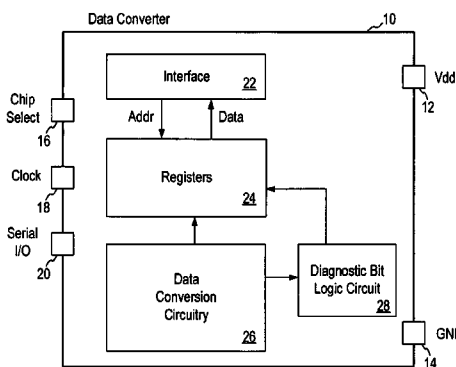 Data Converter
10
Interface
22
Vdd
12
Chip
Select
16
Addr
Data
Clock
18
Registers
24
Serial
I/O
20
Data
Conversion
Circuitry
26
Diagnostic Bit
Logic Circuit
28
14